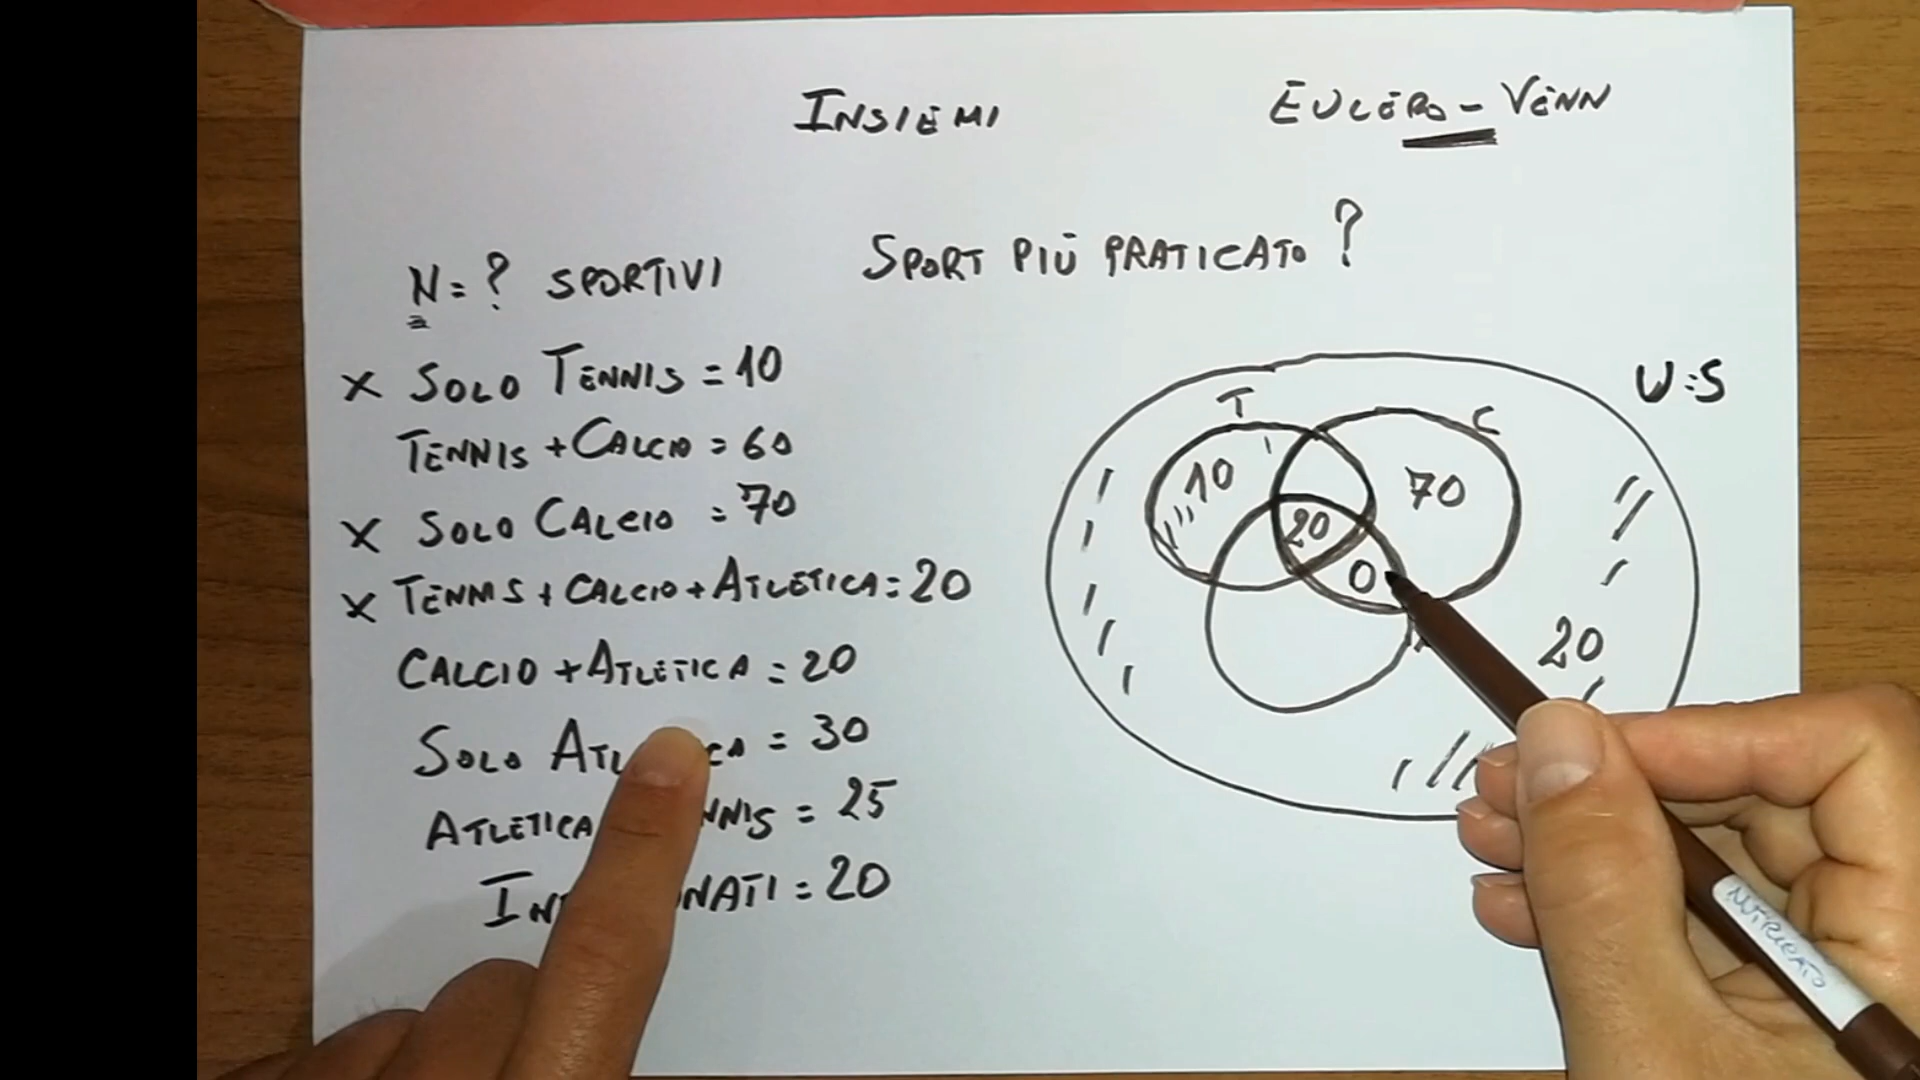 INSIEMI
EULERO - VENN
N = ? SPORTIVI
SPORT PIÙ PRATICATO ?
X SOLO TENNIS = 10
TENNIS + CALCIO = 60
X SOLO CALCIO = 70
X TENNIS + CALCIO + ATLETICA = 20
CALCIO + ATLETICA = 20
SOLO = 30
ATLETICA = 25
= 20
U = S
T
C
10
70
20
0
20